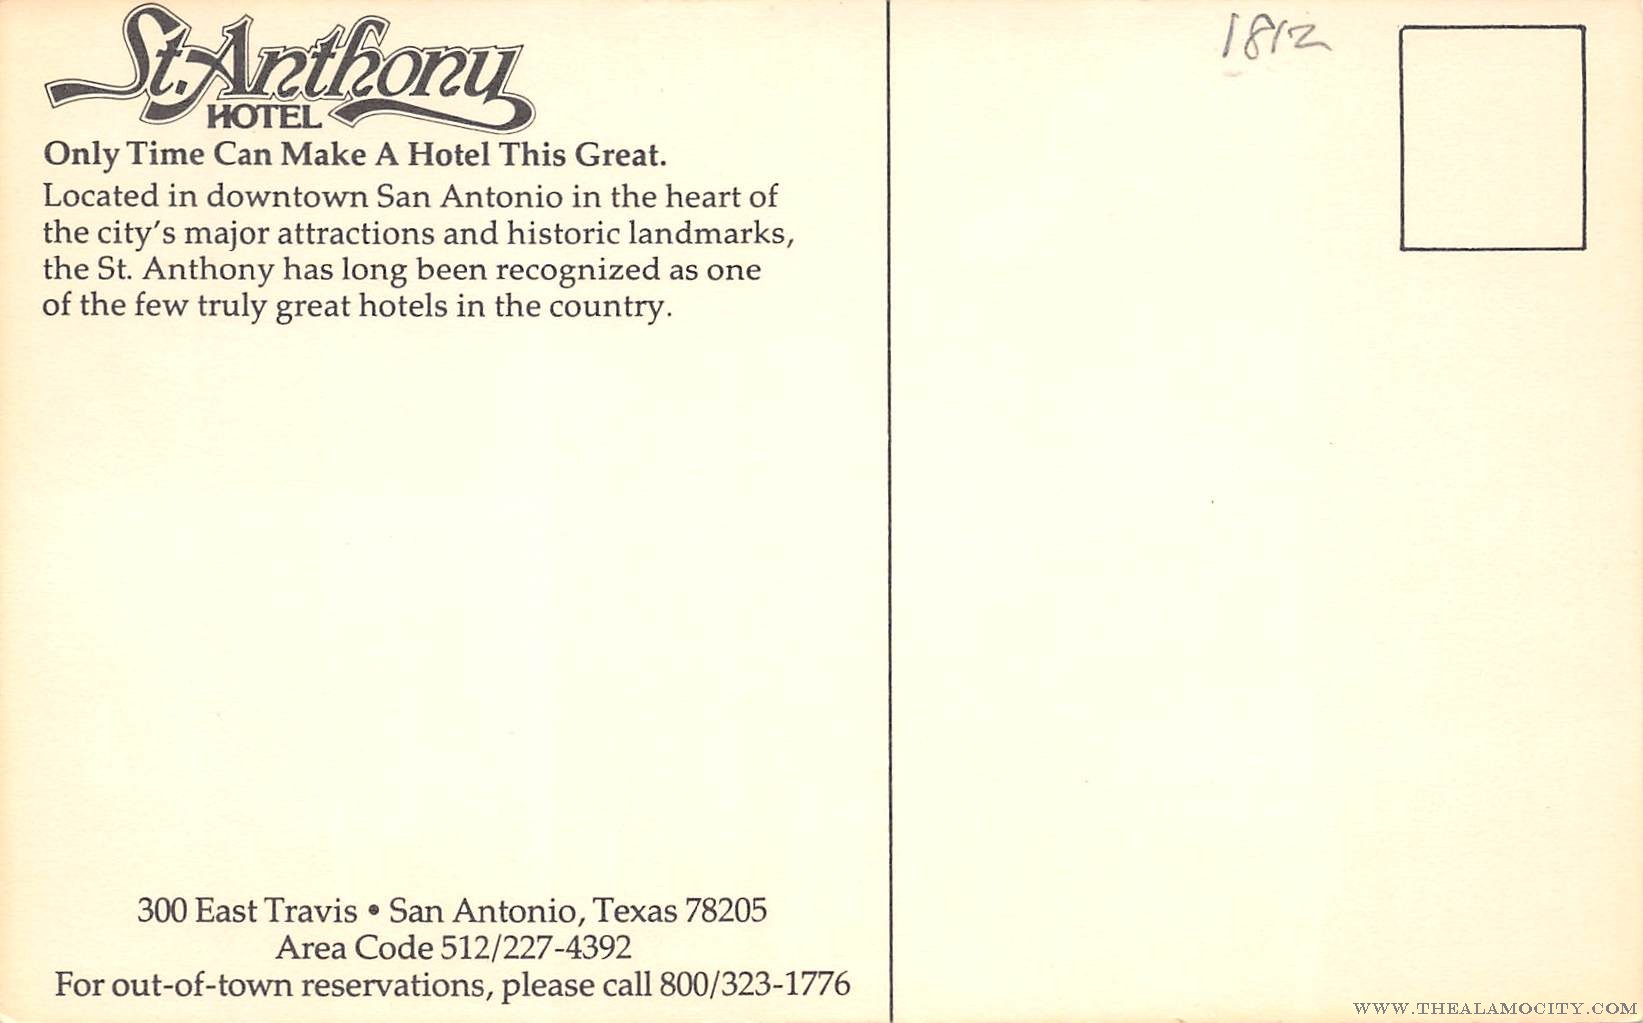 St. Anthony
HOTEL
Only Time Can Make A Hotel This Great.
Located in downtown San Antonio in the heart of
the city's major attractions and historic landmarks,
the St. Anthony has long been recognized as one
of the few truly great hotels in the country.
300 East Travis • San Antonio, Texas 78205
Area Code 512/227-4392
For out-of-town reservations, please call 800/323-1776
1812
WWW.THEALAMOCITY.COM